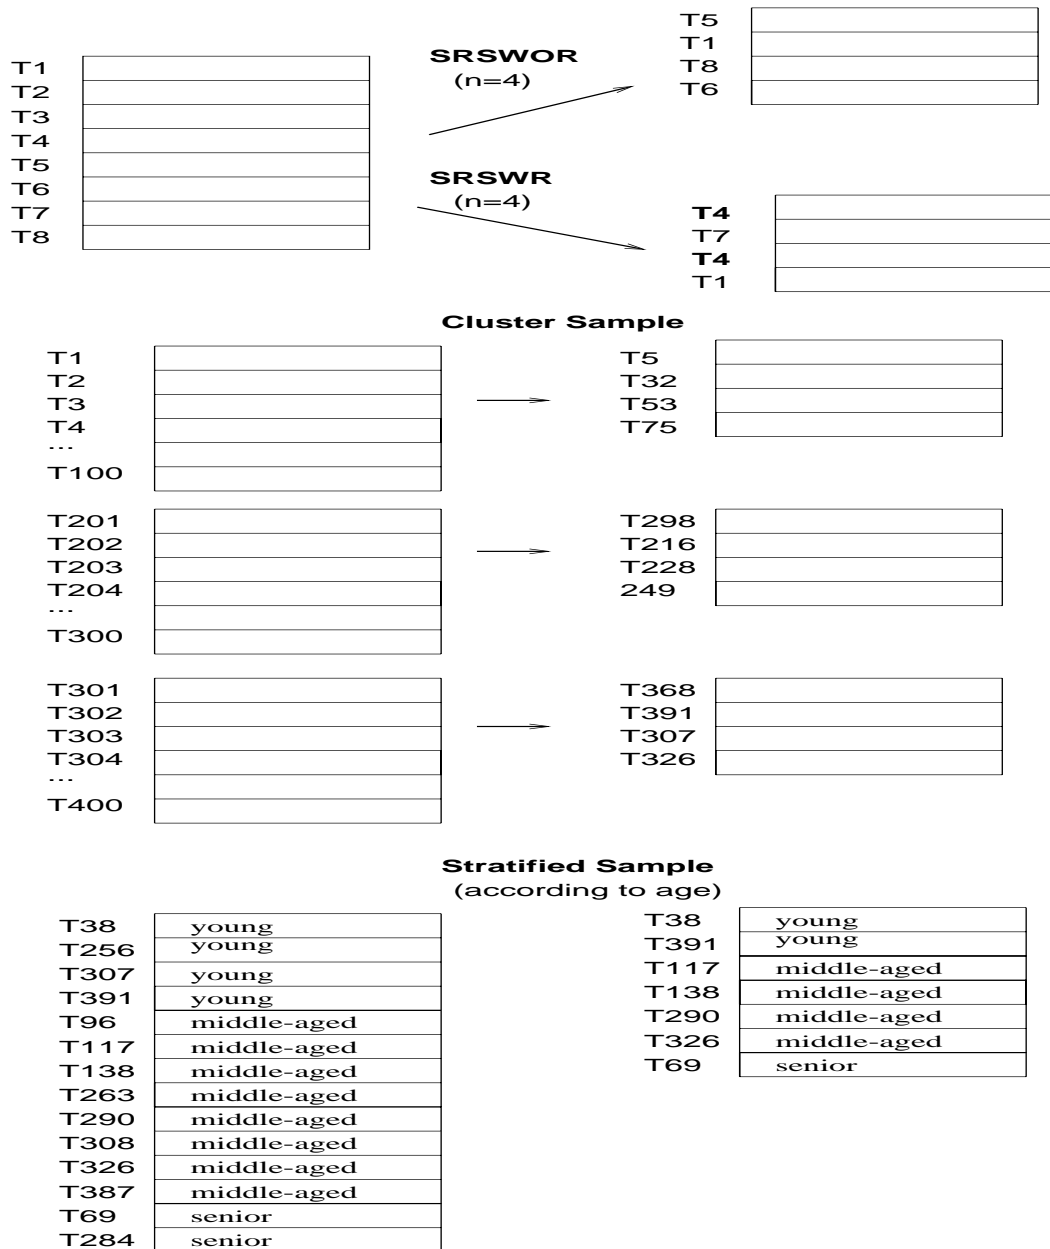 T1
T2
T3
T4
T5
T6
T7
T8
SRSWOR
(n=4)
T5
T1
T8
T6
SRSWR
(n=4)
T4
T7
T4
T1
Cluster Sample
T1
T2
T3
T4
...
T100
T5
T32
T53
T75
T201
T202
T203
T204
...
T300
T298
T216
T228
249
T301
T302
T303
T304
...
T400
T368
T391
T307
T326
Stratified Sample
(according to age)
T38 young
T256 young
T307 young
T391 young
T96 middle-aged
T117 middle-aged
T138 middle-aged
T263 middle-aged
T290 middle-aged
T308 middle-aged
T326 middle-aged
T387 middle-aged
T69 senior
T284 senior
T38 young
T391 young
T117 middle-aged
T138 middle-aged
T290 middle-aged
T326 middle-aged
T69 senior